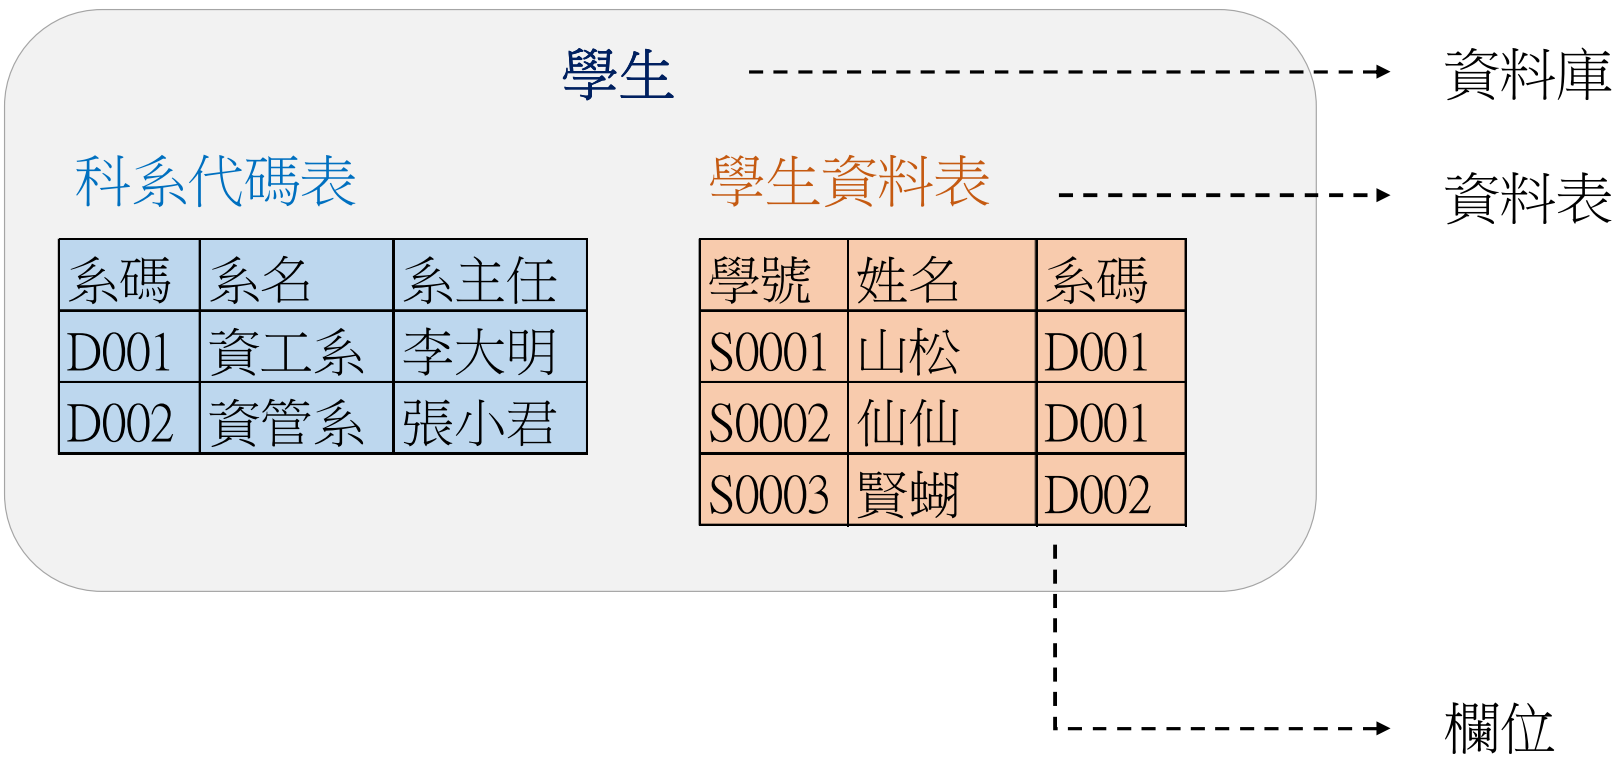 學生
資料庫
科系代碼表
學生資料表
資料表
系碼 系名 系主任
D001 資工系 李大明
D002 資管系 張小君
學號 姓名 系碼
S0001 山松 D001
S0002 仙仙 D001
S0003 賢蝴 D002
欄位